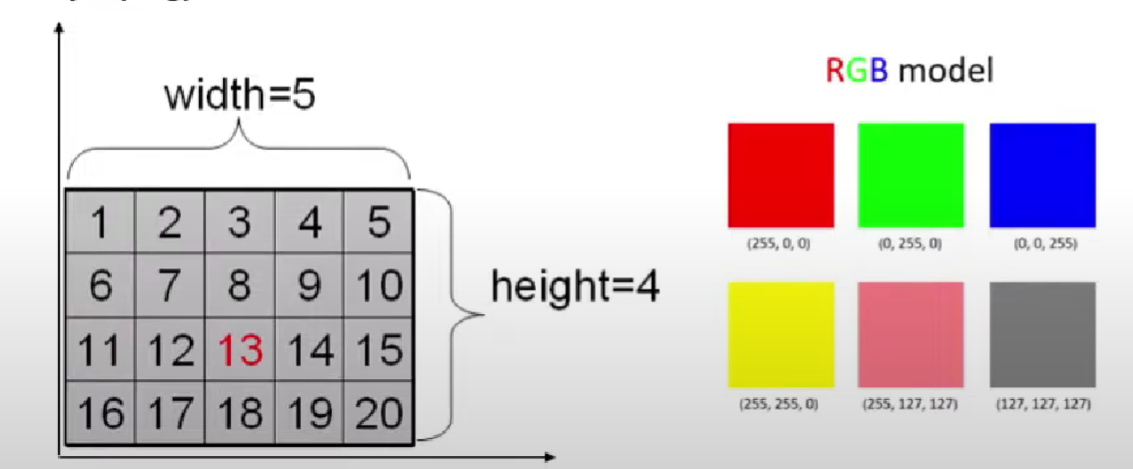 width=5
1 2 3 4 5
6 7 8 9 10
11 12 13 14 15
16 17 18 19 20
height=4
RGB model
(255, 0, 0) (0, 255, 0) (0, 0, 255)
(255, 255, 0) (255, 127, 127) (127, 127, 127)